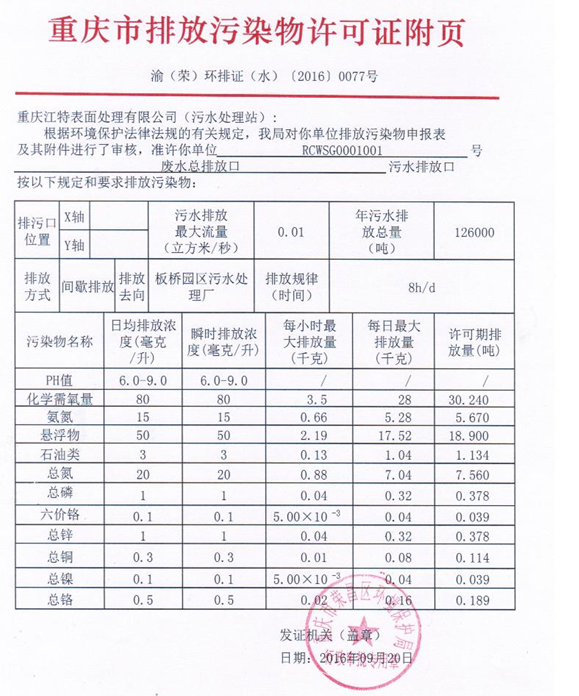 重庆市排放污染物许可证附页
渝（荣）环排证（水）〔2016〕0077号
重庆江特表面处理有限公司（污水处理站）：
根据环境保护法律法规的有关规定，我局对你单位排放污染物申报表
及其附件进行了审核，准许你单位 RCWSG0001001 号
废水总排放口 污水排放口
按以下规定和要求排放污染物：
排污口位置 X轴 Y轴 污水排放最大流量（立方米/秒） 0.01 年污水排放总量（吨） 126000
排放方式 间歇排放 排放去向 板桥园区污水处理厂 排放规律（时间） 8h/d
污染物名称 日均排放浓度(毫克/升) 瞬时排放浓度(毫克/升) 每小时最大排放量(千克) 每日最大排放量(千克) 许可期排放量(吨)
PH值 6.0-9.0 6.0-9.0 / / /
化学需氧量 80 80 3.5 28 30.240
氨氮 15 15 0.66 5.28 5.670
悬浮物 50 50 2.19 17.52 18.900
石油类 3 3 0.13 1.04 1.134
总氮 20 20 0.88 7.04 7.560
总磷 1 1 0.04 0.32 0.378
六价铬 0.1 0.1 5.00×10⁻³ 0.04 0.039
总锌 1 1 0.04 0.32 0.378
总铜 0.3 0.3 0.01 0.08 0.114
总镍 0.1 0.1 5.00×10⁻³ 0.04 0.039
总铬 0.5 0.5 0.02 0.16 0.189
重庆市荣昌区环境保护局
发证机关（盖章）
日期：2016年09月20日